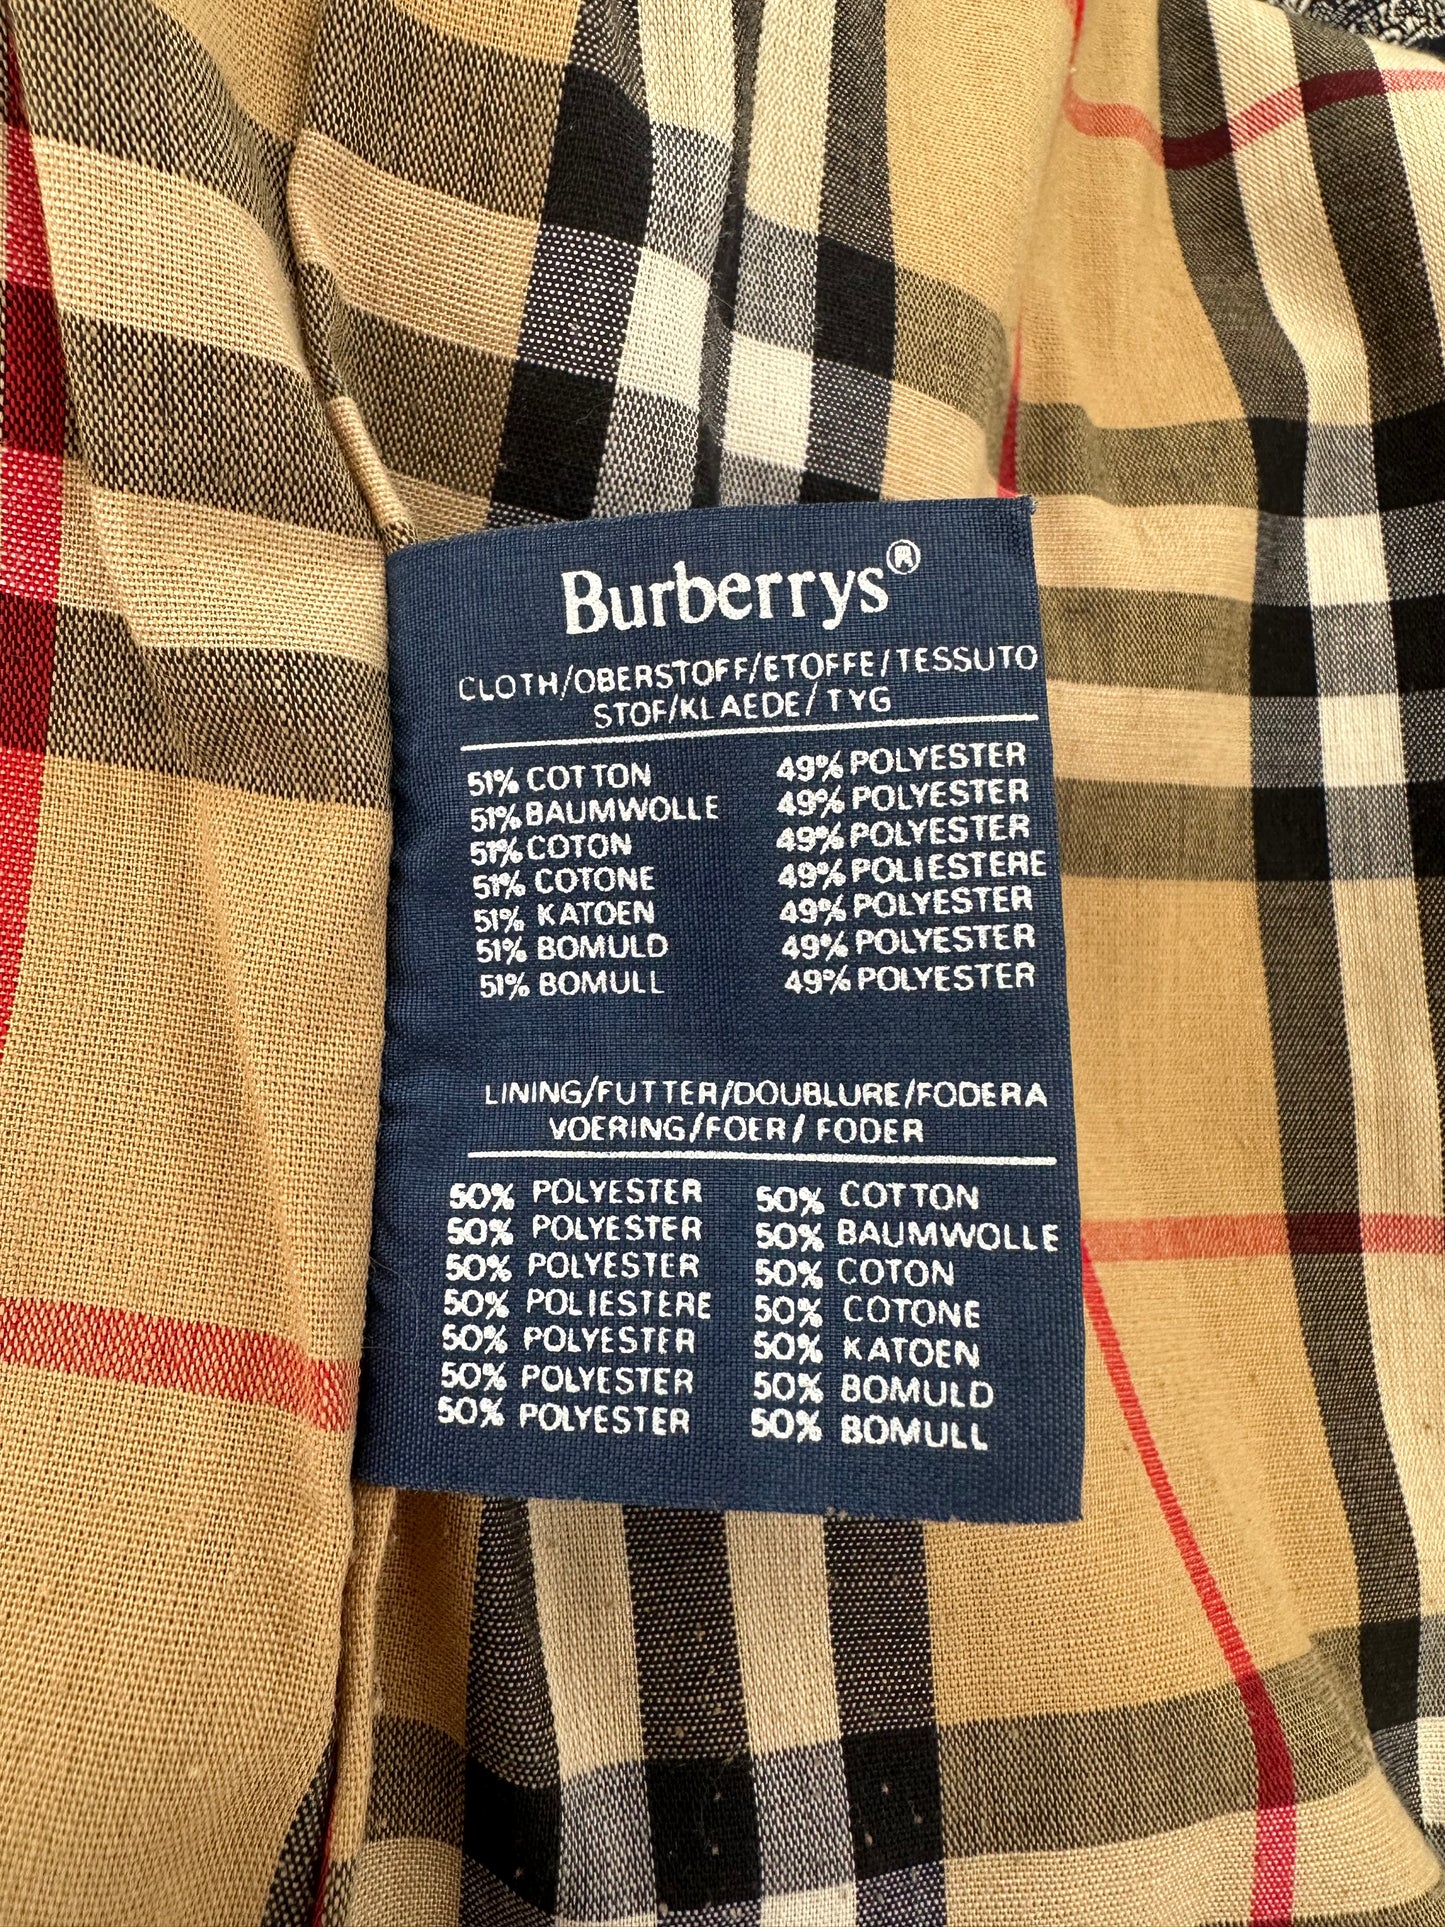 Burberrys®
CLOTH/OBERSTOFF/ETOFFE/TESSUTO
STOF/KLAEDE/TYG
51% COTTON 49% POLYESTER
51% BAUMWOLLE 49% POLYESTER
51% COTON 49% POLYESTER
51% COTONE 49% POLIESTERE
51% KATOEN 49% POLYESTER
51% BOMULD 49% POLYESTER
51% BOMULL 49% POLYESTER
LINING/FUTTER/DOUBLURE/FODERA
VOERING/FOER/FODER
50% POLYESTER 50% COTTON
50% POLYESTER 50% BAUMWOLLE
50% POLYESTER 50% COTON
50% POLIESTERE 50% COTONE
50% POLYESTER 50% KATOEN
50% POLYESTER 50% BOMULD
50% POLYESTER 50% BOMULL